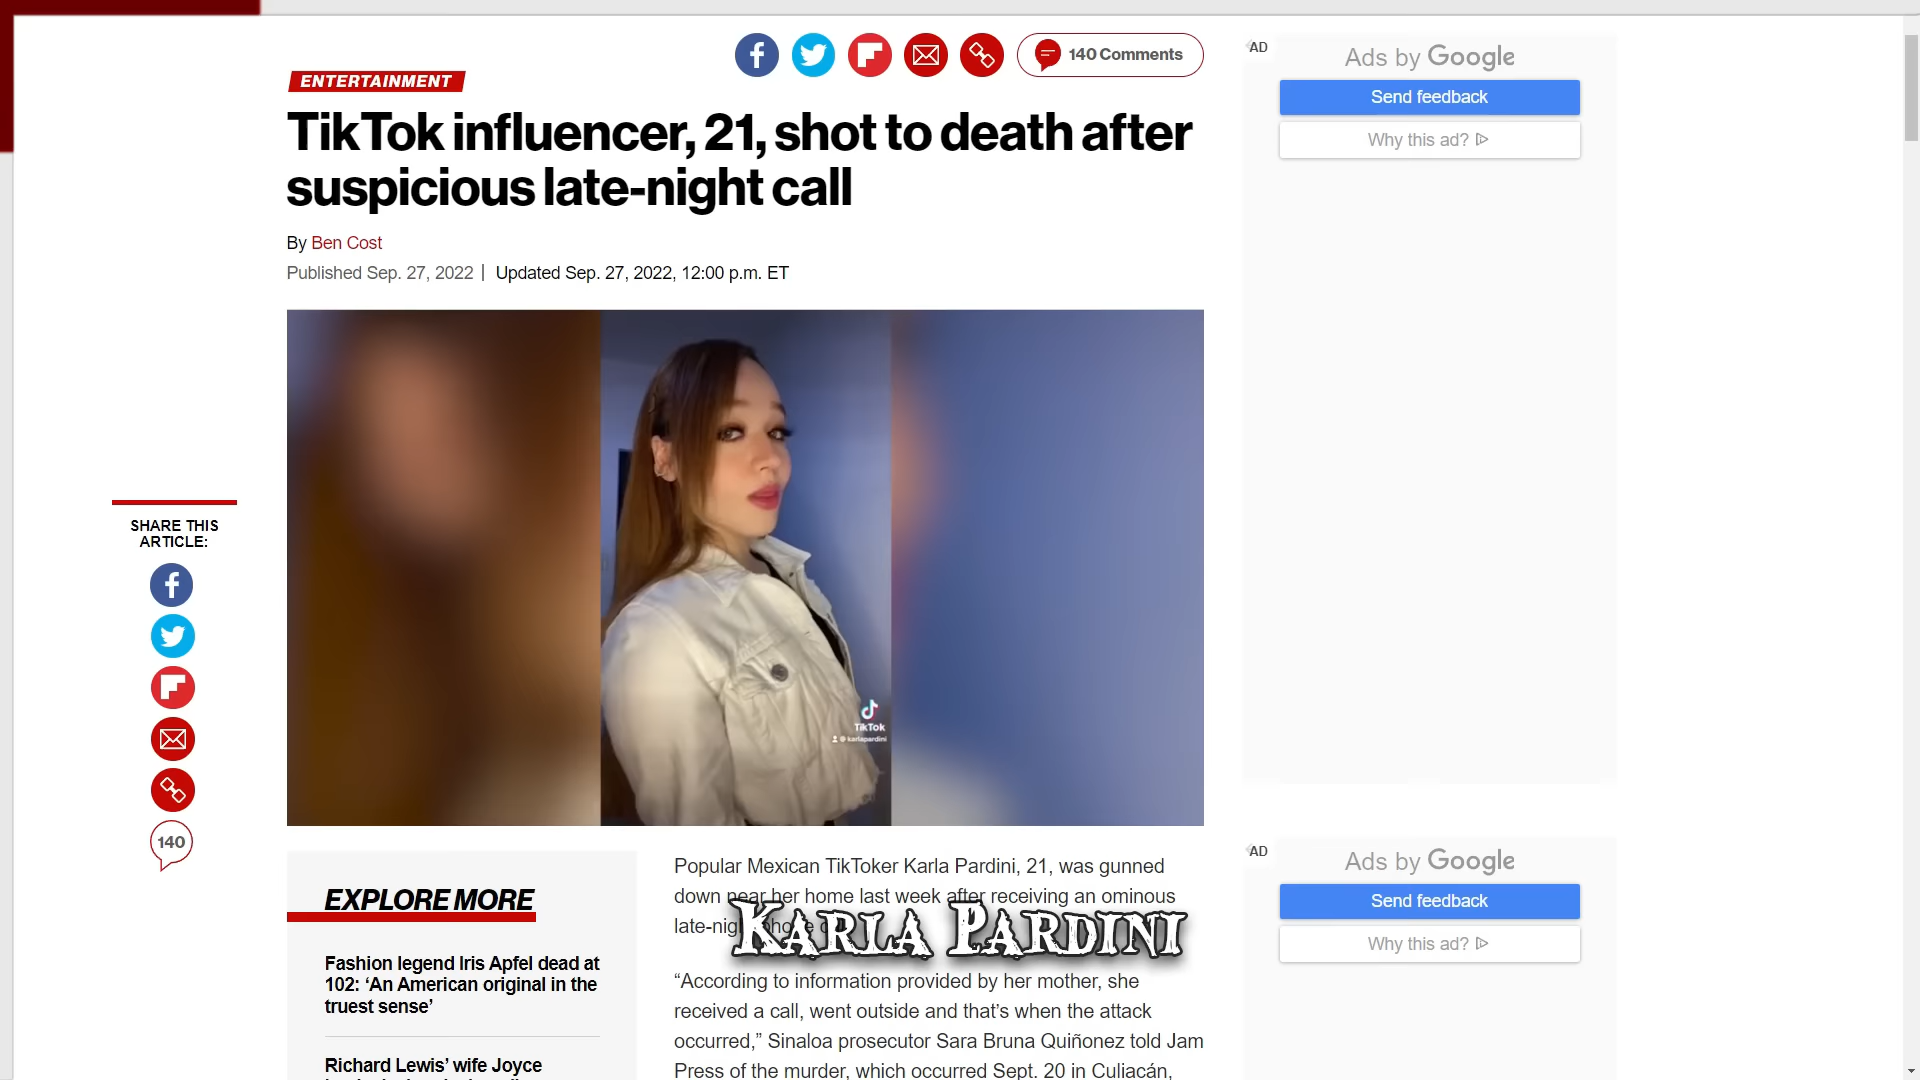 140 Comments
ENTERTAINMENT
TikTok influencer, 21, shot to death after
suspicious late-night call
By Ben Cost
Published Sep. 27, 2022 | Updated Sep. 27, 2022, 12:00 p.m. ET
TikTok
@karlapardini
SHARE THIS
ARTICLE:
140
EXPLORE MORE
Fashion legend Iris Apfel dead at
102: ‘An American original in the
truest sense’
Richard Lewis’ wife Joyce
Popular Mexican TikToker Karla Pardini, 21, was gunned
down near her home last week after receiving an ominous
late-night phone
KARLA PARDINI
“According to information provided by her mother, she
received a call, went outside and that’s when the attack
occurred,” Sinaloa prosecutor Sara Bruna Quiñonez told Jam
Press of the murder, which occurred Sept. 20 in Culiacán,
AD
Ads by Google
Send feedback
Why this ad?
AD
Ads by Google
Send feedback
Why this ad?